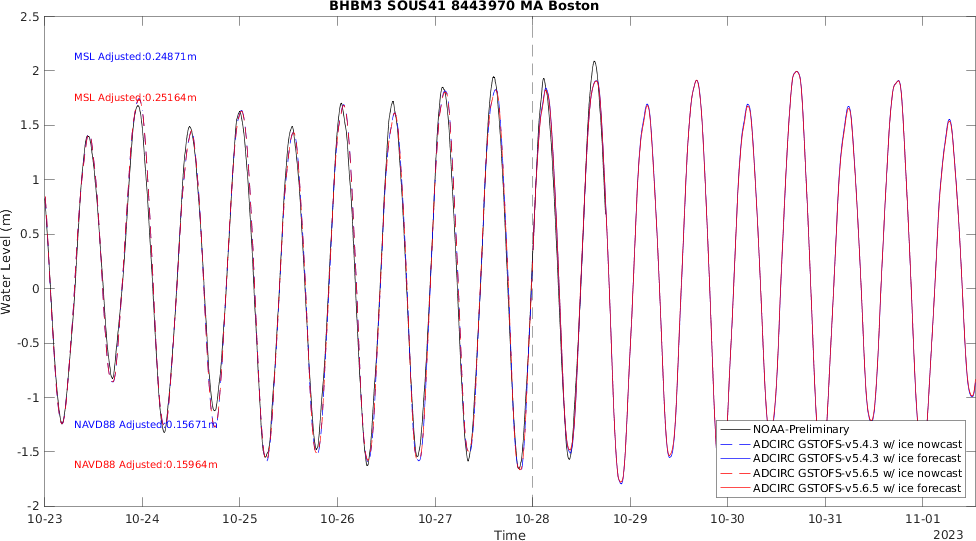 BHBM3 SOUS41 8443970 MA Boston
2.5
2
1.5
1
0.5
0
-0.5
-1
-1.5
-2
Water Level (m)
MSL Adjusted:0.24871m
MSL Adjusted:0.25164m
NAVD88 Adjusted:0.15671m
NAVD88 Adjusted:0.15964m
NOAA-Preliminary
ADCIRC GSTOFS-v5.4.3 w/ ice nowcast
ADCIRC GSTOFS-v5.4.3 w/ ice forecast
ADCIRC GSTOFS-v5.6.5 w/ ice nowcast
ADCIRC GSTOFS-v5.6.5 w/ ice forecast
10-23 10-24 10-25 10-26 10-27 10-28 10-29 10-30 10-31 11-01
Time
2023